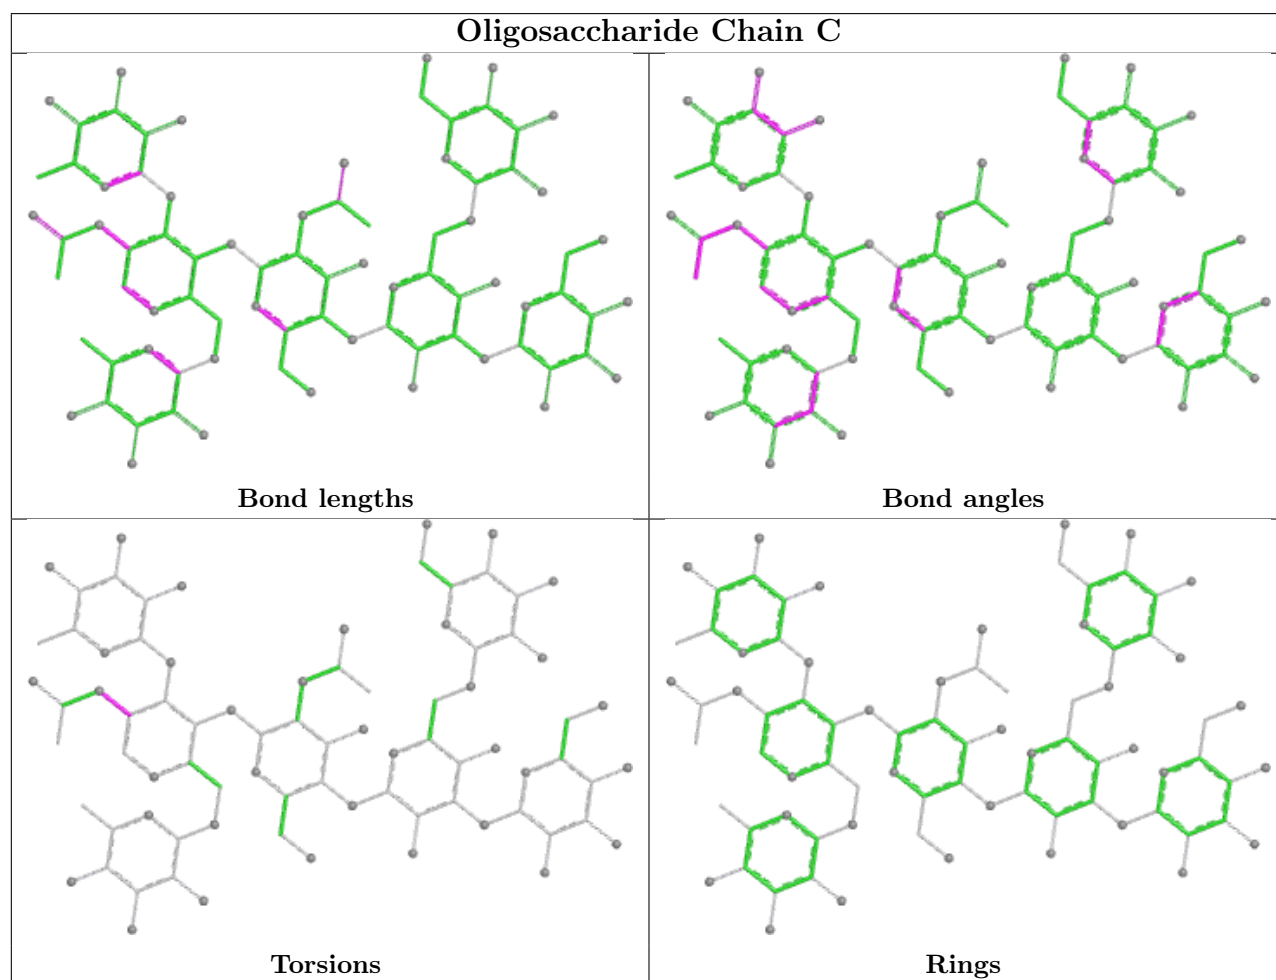 Oligosaccharide Chain C
Bond lengths
Bond angles
Torsions
Rings